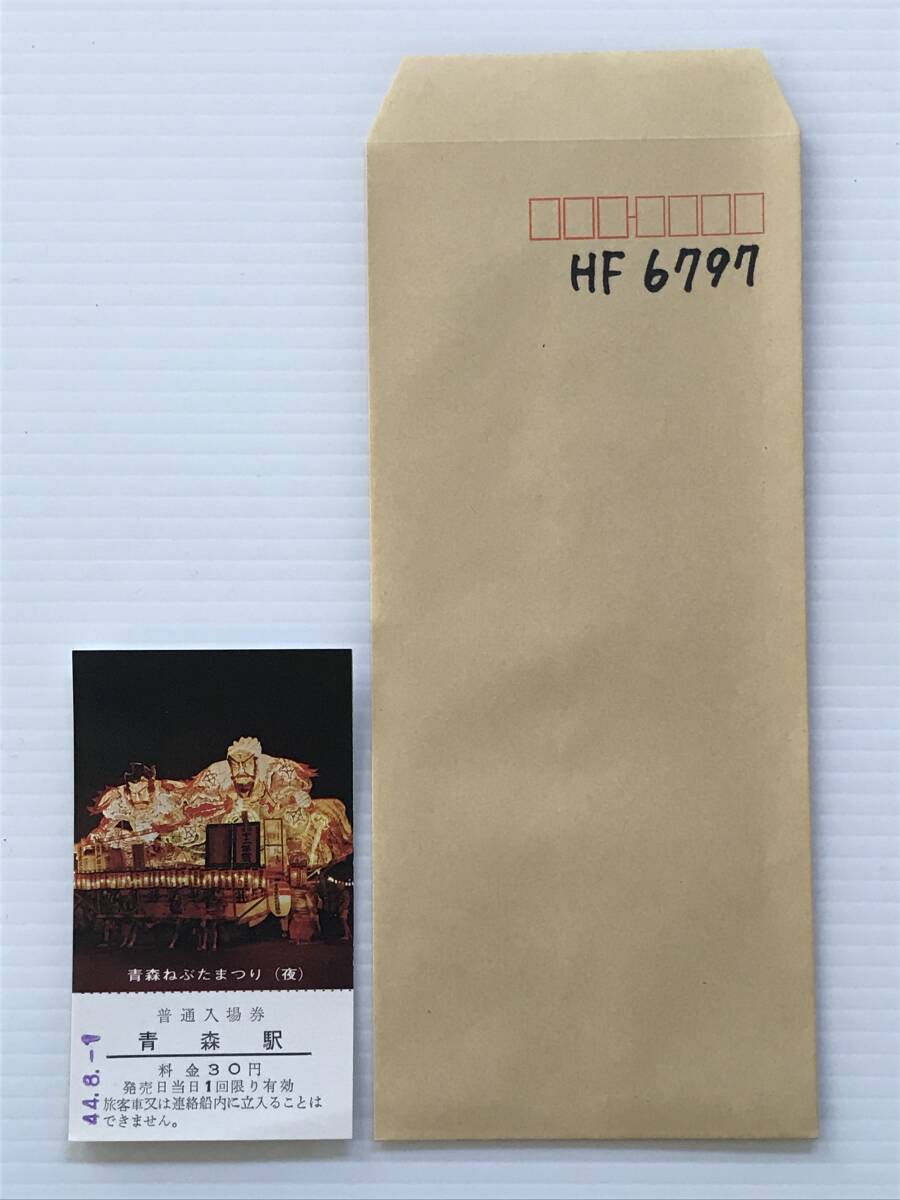 HF 6797
青森ねぶたまつり（夜）
普通入場券
青森駅
料金30円
発売日当日1回限り有効
旅客車又は連絡船内に立入ることは
できません。
44.8.-1